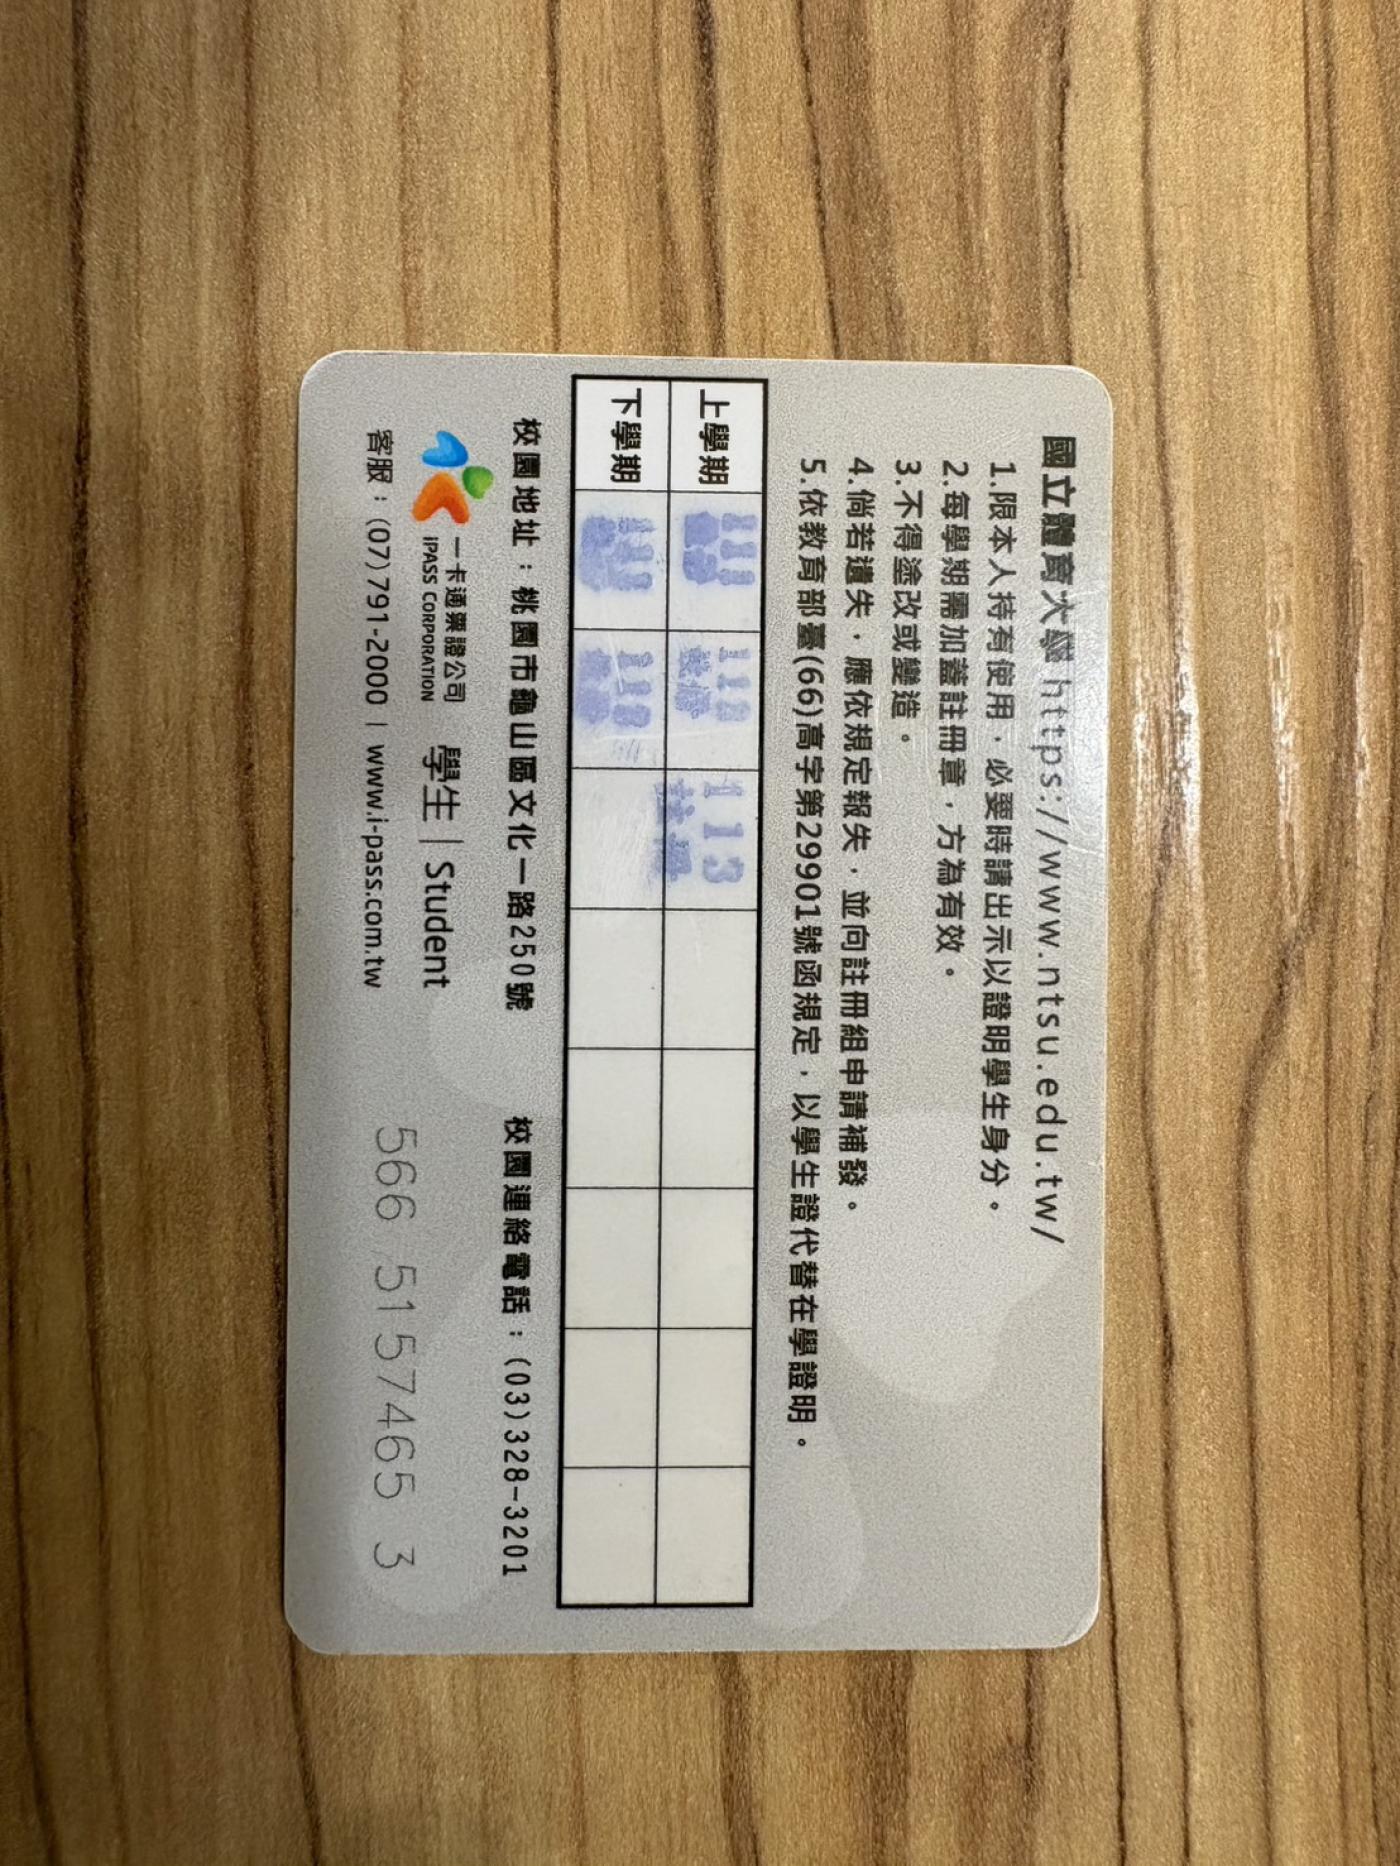 國立體育大學 https://www.ntsu.edu.tw/
1.限本人持有使用，必要時請出示以證明學生身分。
2.每學期需加蓋註冊章，方為有效。
3.不得塗改或變造。
4.倘若遺失，應依規定報失，並向註冊組申請補發。
5.依教育部臺(66)高字第29901號函規定，以學生證代替在學證明。
上學期 113 註冊
下學期
校園地址：桃園市龜山區文化一路250號 校園連絡電話：(03)328-3201
一卡通票證公司 學生 | Student
iPASS CORPORATION
566 5157465 3
客服：(07)791-2000 | www.i-pass.com.tw